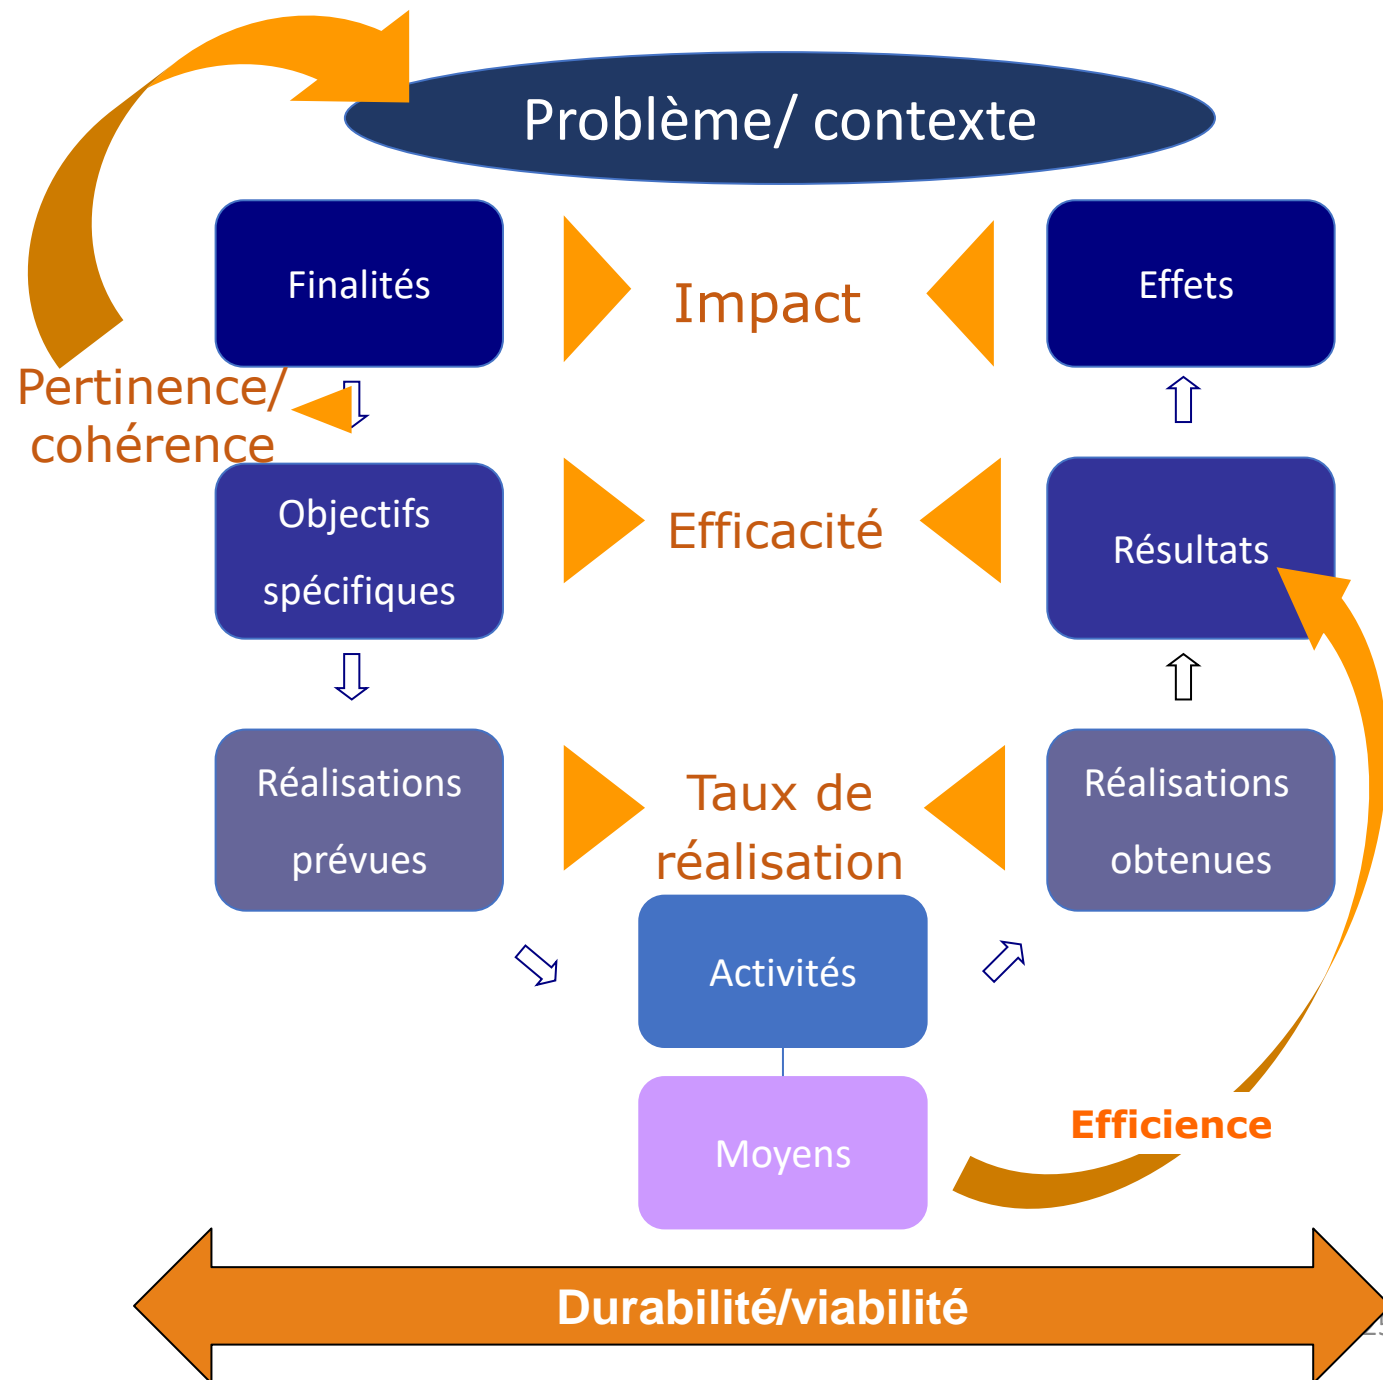 Problème/ contexte
Finalités
Impact
Effets
Pertinence/
cohérence
Objectifs
spécifiques
Efficacité
Résultats
Réalisations
prévues
Taux de
réalisation
Réalisations
obtenues
Activités
Moyens
Efficience
Durabilité/viabilité